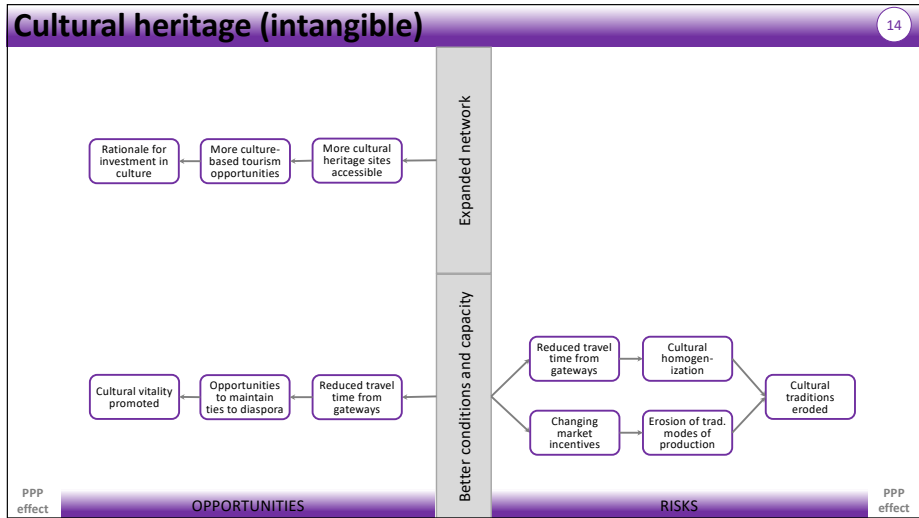 Cultural heritage (intangible)
14
Rationale for
investment in
culture
More culture-
based tourism
opportunities
More cultural
heritage sites
accessible
Expanded network
Cultural vitality
promoted
Opportunities
to maintain
ties to diaspora
Reduced travel
time from
gateways
Better conditions and capacity
Reduced travel
time from
gateways
Cultural
homogen-
ization
Changing
market
incentives
Erosion of trad.
modes of
production
Cultural
traditions
eroded
PPP
effect
OPPORTUNITIES
RISKS
PPP
effect